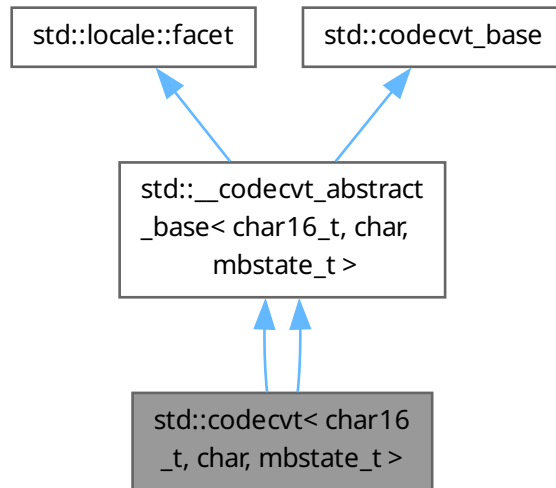 std::locale::facet
std::codecvt_base
std::__codecvt_abstract
_base< char16_t, char,
mbstate_t >
std::codecvt< char16
_t, char, mbstate_t >